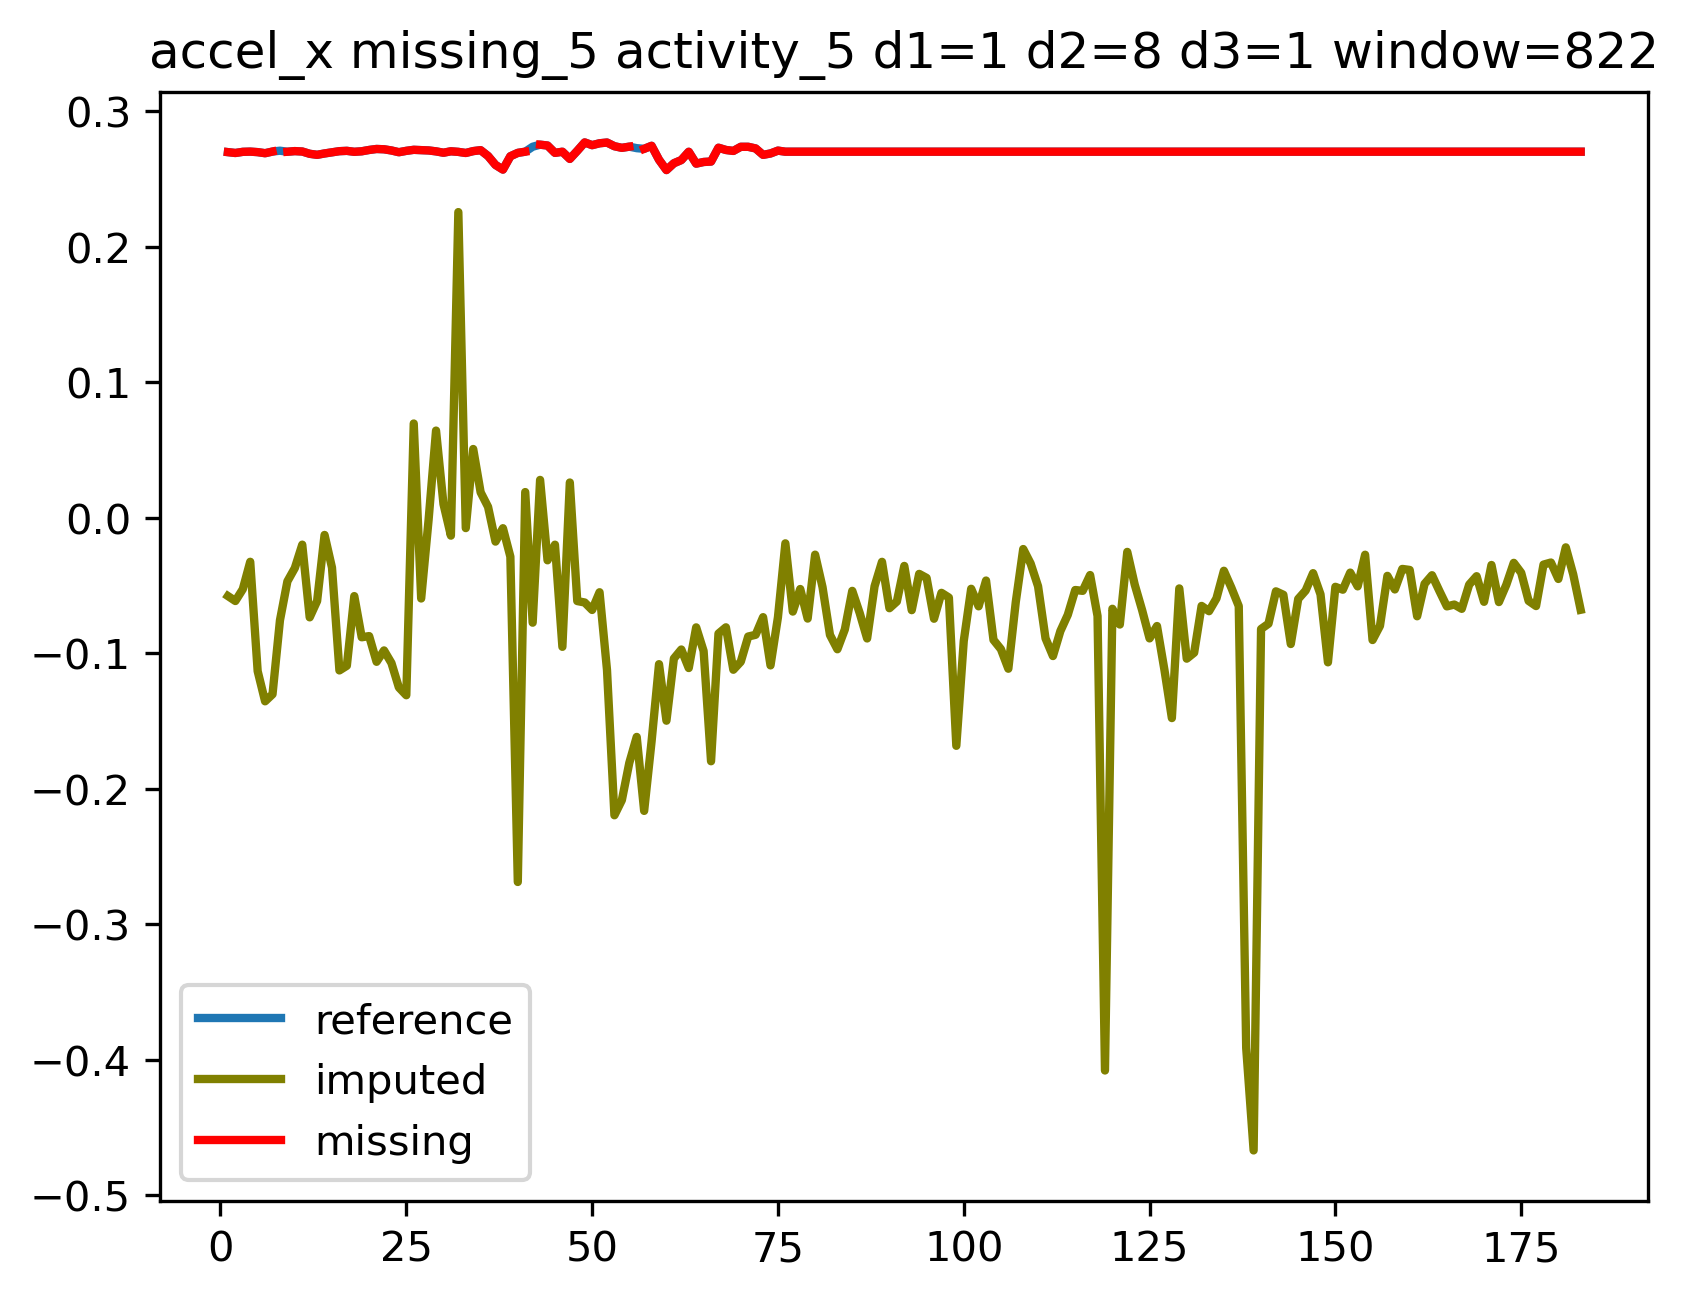 accel_x missing_5 activity_5 d1=1 d2=8 d3=1 window=822
0.3
0.2
0.1
0.0
−0.1
−0.2
−0.3
−0.4
−0.5
reference
imputed
missing
0 25 50 75 100 125 150 175